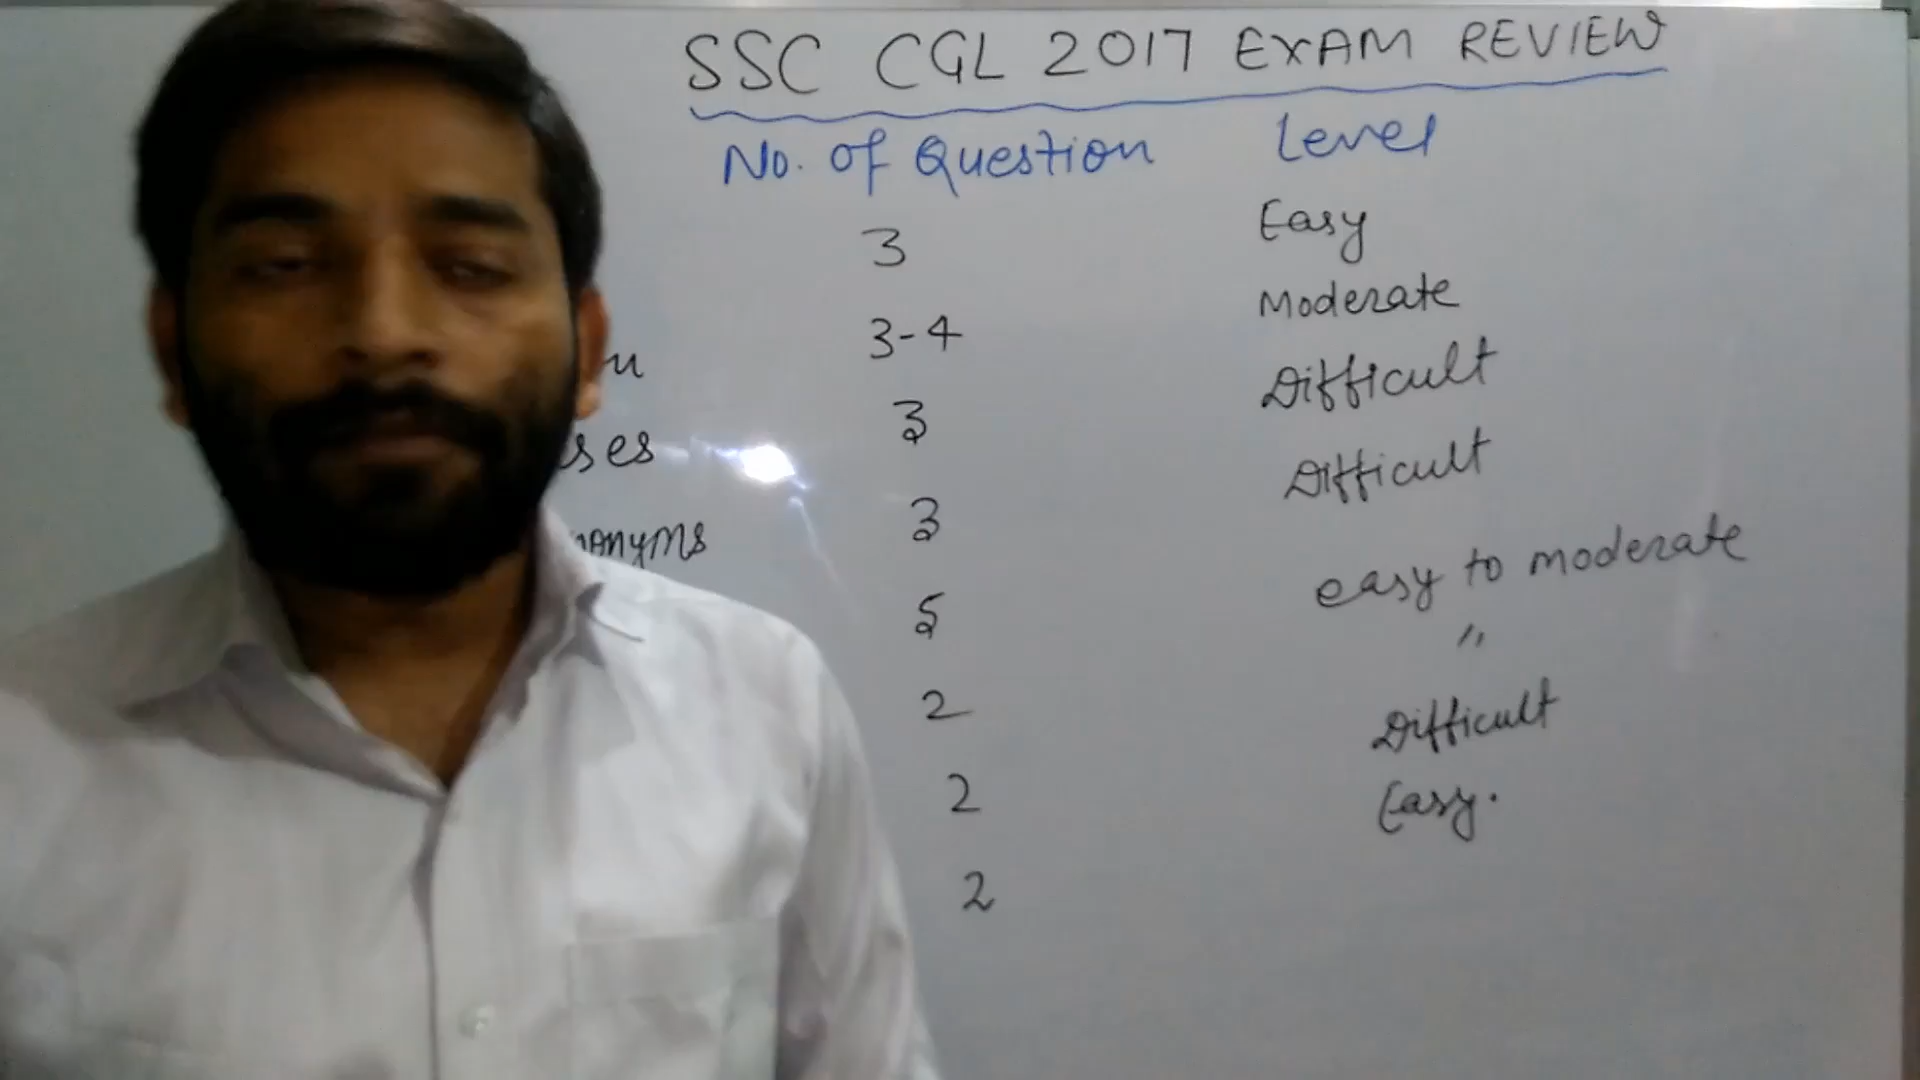 SSC CGL 2017 EXAM REVIEW
No. of Question Level
3 Easy
3-4 Moderate
3 Difficult
3 Difficult
5 easy to moderate
2 "
2 Difficult
2 Easy.